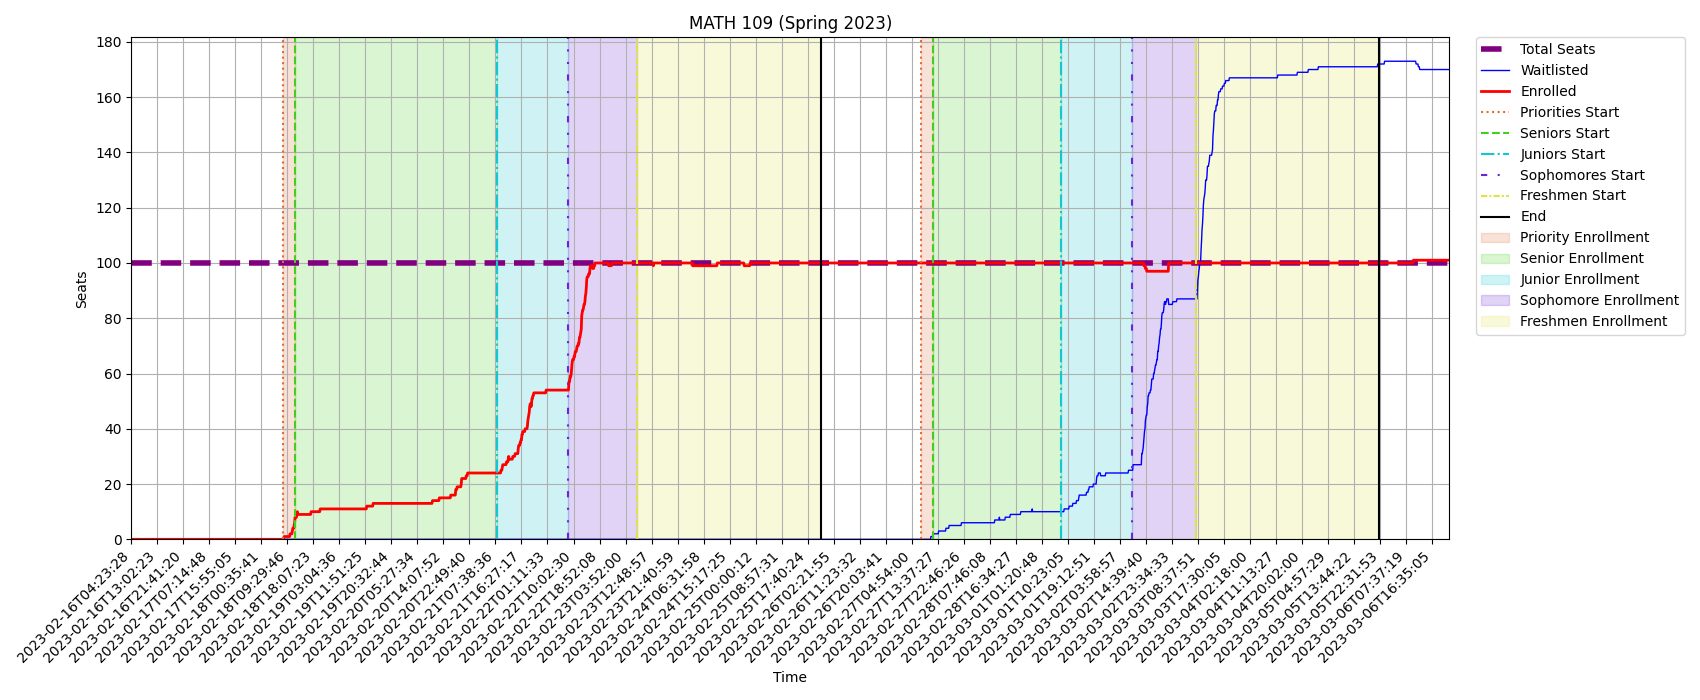 MATH 109 (Spring 2023)
180
160
140
120
100
80
60
40
20
0
Seats
2023-02-16T04:23:28
2023-02-16T13:02:23
2023-02-16T21:41:20
2023-02-17T07:14:48
2023-02-17T15:55:05
2023-02-18T00:35:41
2023-02-18T09:29:46
2023-02-18T18:07:23
2023-02-19T03:04:36
2023-02-19T11:51:25
2023-02-19T20:32:44
2023-02-20T05:27:34
2023-02-20T14:07:52
2023-02-20T22:49:40
2023-02-21T07:38:36
2023-02-21T16:27:17
2023-02-22T01:11:33
2023-02-22T10:02:30
2023-02-22T18:52:08
2023-02-23T03:52:00
2023-02-23T12:48:57
2023-02-23T21:40:59
2023-02-24T06:31:58
2023-02-24T15:17:25
2023-02-25T00:00:12
2023-02-25T08:57:31
2023-02-25T17:40:24
2023-02-26T02:21:55
2023-02-26T11:23:32
2023-02-26T20:03:41
2023-02-27T04:54:00
2023-02-27T13:37:27
2023-02-27T22:46:26
2023-02-28T07:46:08
2023-02-28T16:34:27
2023-03-01T01:20:48
2023-03-01T10:23:05
2023-03-01T19:12:51
2023-03-02T03:58:57
2023-03-02T14:39:40
2023-03-02T23:34:33
2023-03-03T08:37:51
2023-03-03T17:30:05
2023-03-04T02:18:00
2023-03-04T11:13:27
2023-03-04T20:02:00
2023-03-05T04:57:29
2023-03-05T13:44:22
2023-03-05T22:31:53
2023-03-06T07:37:19
2023-03-06T16:35:05
Time
Total Seats
Waitlisted
Enrolled
Priorities Start
Seniors Start
Juniors Start
Sophomores Start
Freshmen Start
End
Priority Enrollment
Senior Enrollment
Junior Enrollment
Sophomore Enrollment
Freshmen Enrollment